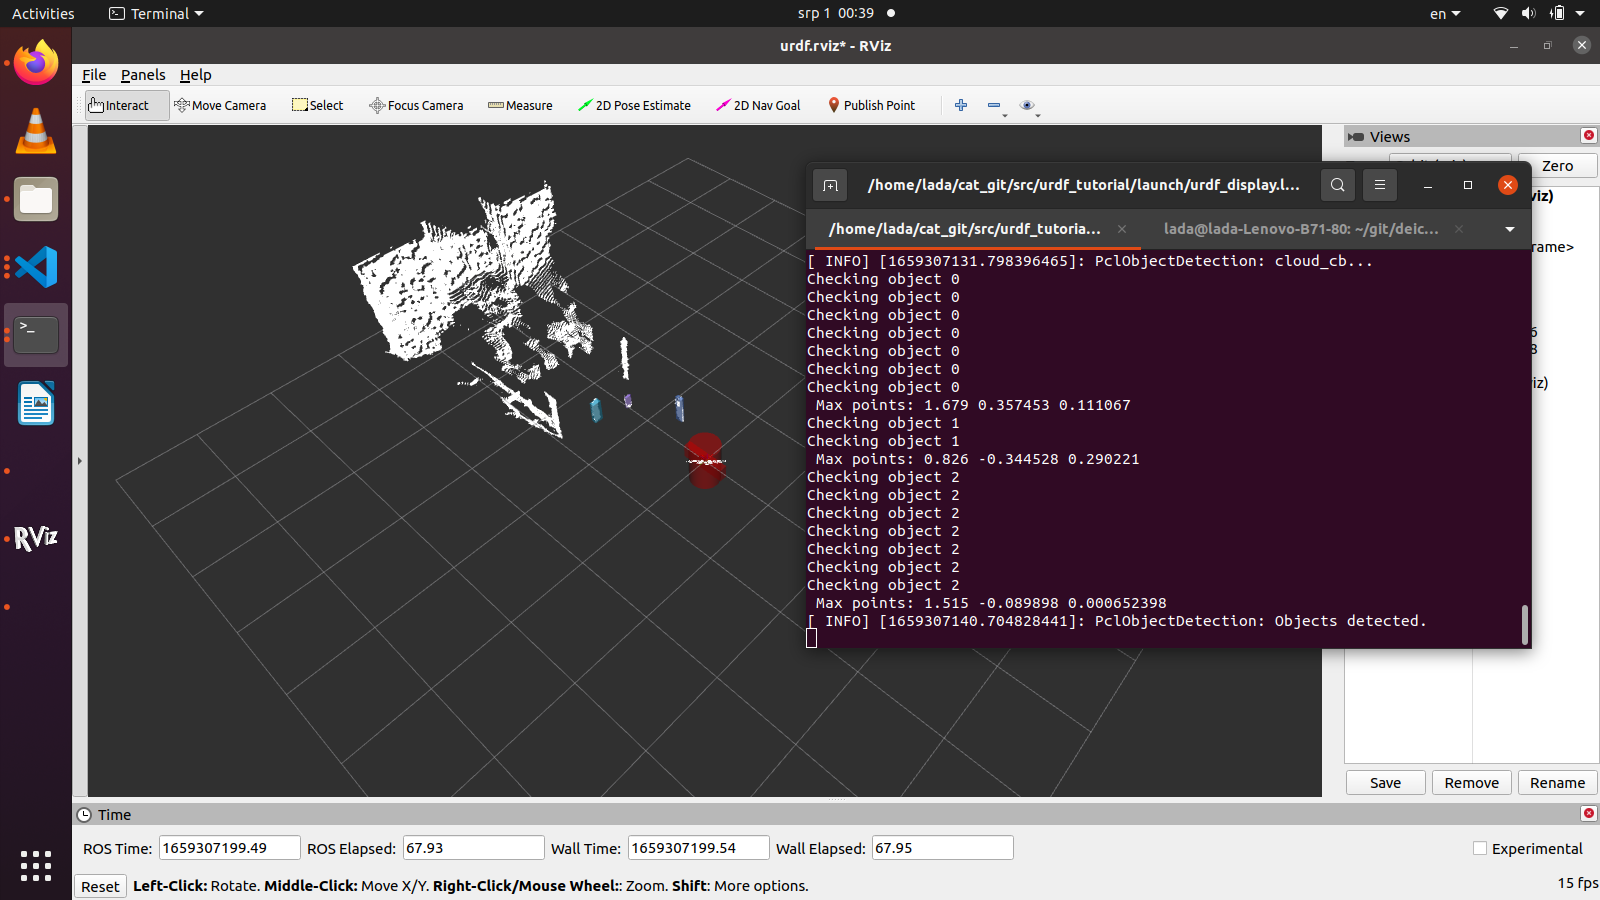 Activities
Terminal
srp 1 00:39
en
urdf.rviz* - RViz
File Panels Help
Interact
Move Camera
Select
Focus Camera
Measure
2D Pose Estimate
2D Nav Goal
Publish Point
Views
Zero
/home/lada/cat_git/src/urdf_tutorial/launch/urdf_display.l...
/home/lada/cat_git/src/urdf_tutoria...
lada@lada-Lenovo-B71-80: ~/git/deic...
[ INFO] [1659307131.798396465]: PclObjectDetection: cloud_cb...
Checking object 0
Checking object 0
Checking object 0
Checking object 0
Checking object 0
Checking object 0
Checking object 0
Max points: 1.679 0.357453 0.111067
Checking object 1
Checking object 1
Max points: 0.826 -0.344528 0.290221
Checking object 2
Checking object 2
Checking object 2
Checking object 2
Checking object 2
Checking object 2
Checking object 2
Max points: 1.515 -0.089898 0.000652398
[ INFO] [1659307140.704828441]: PclObjectDetection: Objects detected.
viz)
rame>
6
8
iz)
RViz
Save
Remove
Rename
Time
ROS Time: 1659307199.49 ROS Elapsed: 67.93 Wall Time: 1659307199.54 Wall Elapsed: 67.95
Experimental
Reset
Left-Click: Rotate. Middle-Click: Move X/Y. Right-Click/Mouse Wheel:: Zoom. Shift: More options.
15 fps